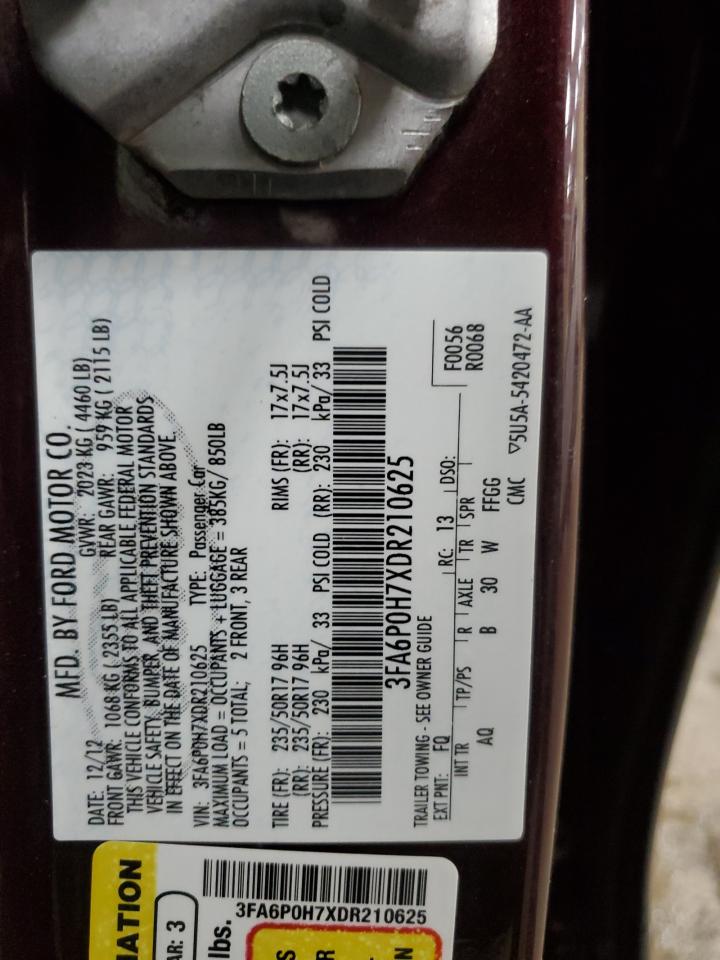 MFD. BY FORD MOTOR CO.
DATE: 12/12 GVWR: 2023 KG ( 4460 LB)
FRONT GAWR: 1068 KG ( 2355 LB) REAR GAWR: 959 KG ( 2115 LB)
THIS VEHICLE CONFORMS TO ALL APPLICABLE FEDERAL MOTOR
VEHICLE SAFETY, BUMPER, AND THEFT PREVENTION STANDARDS
IN EFFECT ON THE DATE OF MANUFACTURE SHOWN ABOVE.
VIN: 3FA6P0H7XDR210625 TYPE: Passenger Car
MAXIMUM LOAD = OCCUPANTS + LUGGAGE = 385KG/ 850LB
OCCUPANTS = 5 TOTAL; 2 FRONT, 3 REAR
TIRE (FR): 235/50R17 96H RIMS (FR): 17x7.5J
(RR): 235/50R17 96H (RR): 17x7.5J
PRESSURE (FR): 230 kPa/ 33 PSI COLD (RR): 230 kPa/ 33 PSI COLD
3FA6P0H7XDR210625
TRAILER TOWING - SEE OWNER GUIDE
F0056
R0068
EXT PNT: FQ RC: 13 DSO:
INT TR TP/PS R AXLE TR SPR
AQ B 30 W FFGG
CMC ▽5U5A-5420472-AA
MATION
AR: 3
lbs.
3FA6P0H7XDR210625
S
R
N